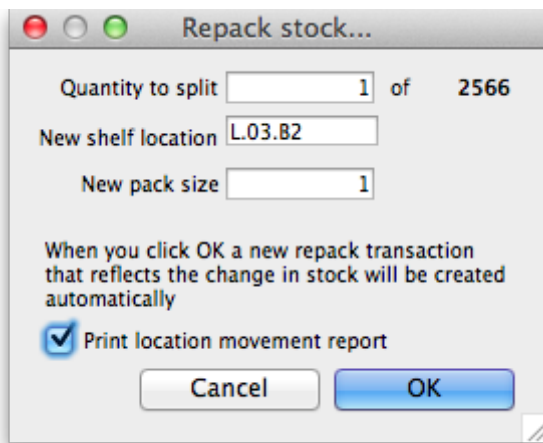 Repack stock...
Quantity to split 1 of 2566
New shelf location L.03.B2
New pack size 1
When you click OK a new repack transaction
that reflects the change in stock will be created
automatically
Print location movement report
Cancel OK